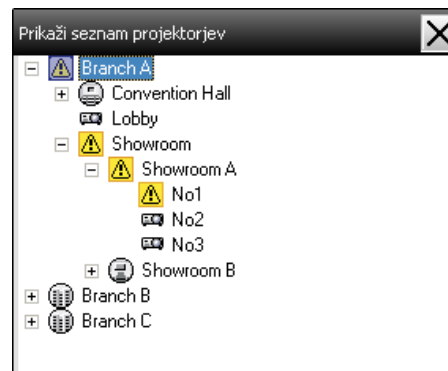 Prikaži seznam projektorjev
Branch A
Convention Hall
Lobby
Showroom
Showroom A
No1
No2
No3
Showroom B
Branch B
Branch C